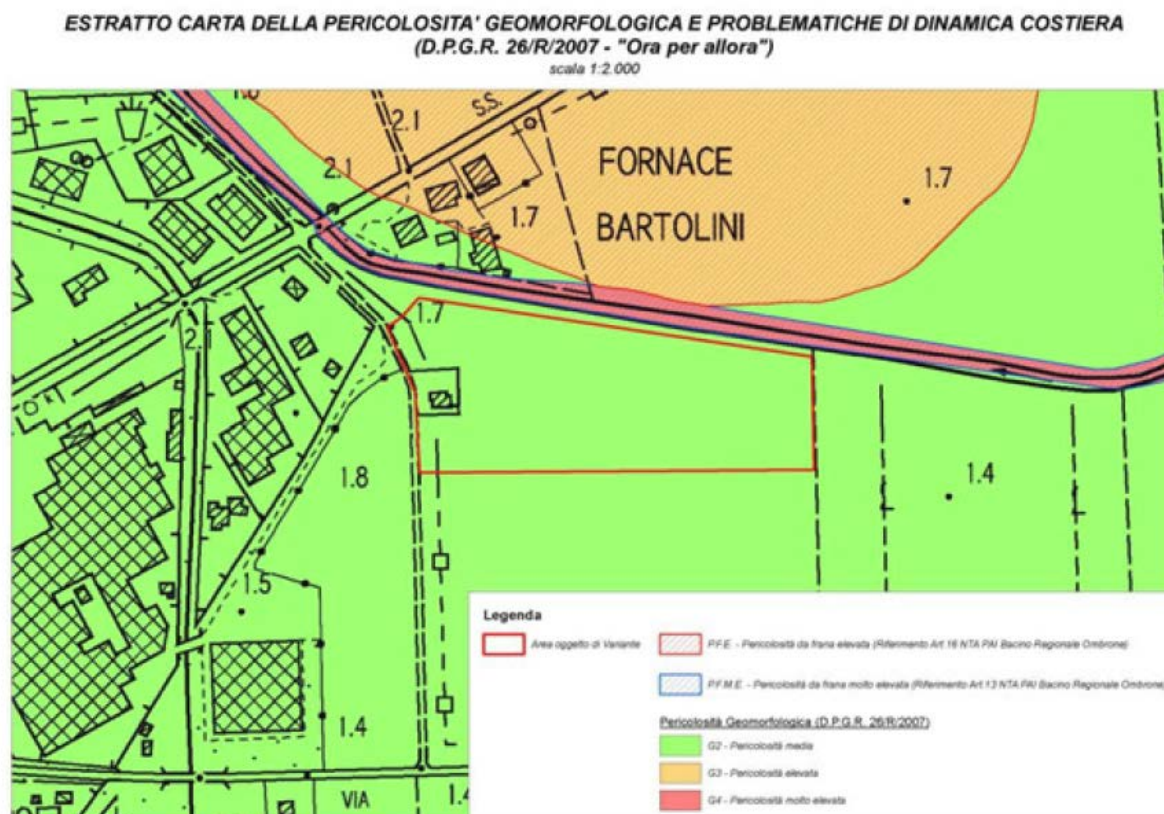 ESTRATTO CARTA DELLA PERICOLOSITA' GEOMORFOLOGICA E PROBLEMATICHE DI DINAMICA COSTIERA
(D.P.G.R. 26/R/2007 - "Ora per allora")
scala 1:2.000
2.1
S.S.
2.1
FORNACE
1.7
1.7
BARTOLINI
1.7
2.1
1.8
1.4
1.5
1.4
VIA
1.4
Legenda
Area oggetto di Variante
P.F.E. - Pericolosità da frana elevata (Riferimento Art.16 NTA PAI Bacino Regionale Ombrone)
P.F.M.E. - Pericolosità da frana molto elevata (Riferimento Art.13 NTA PAI Bacino Regionale Ombrone)
Pericolosità Geomorfologica (D.P.G.R. 26/R/2007)
G2 - Pericolosità media
G3 - Pericolosità elevata
G4 - Pericolosità molto elevata